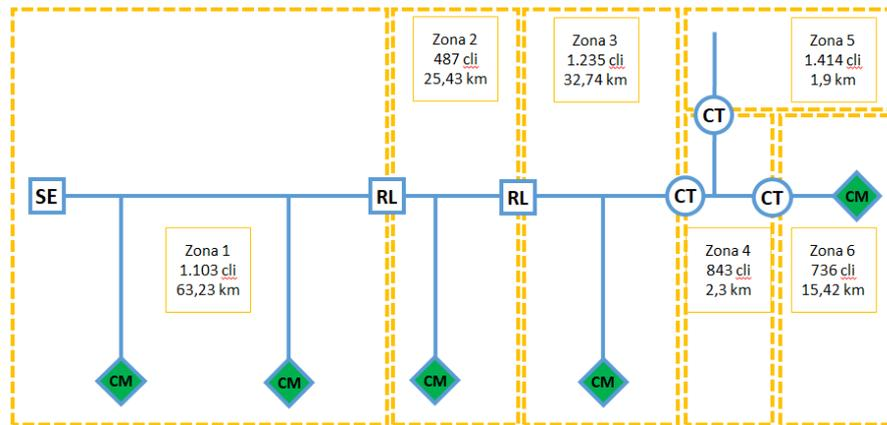 Zona 2
487 cli
25,43 km
Zona 3
1.235 cli
32,74 km
Zona 5
1.414 cli
1,9 km
CT
SE
RL
RL
CT
CT
CM
Zona 1
1.103 cli
63,23 km
Zona 4
843 cli
2,3 km
Zona 6
736 cli
15,42 km
CM
CM
CM
CM